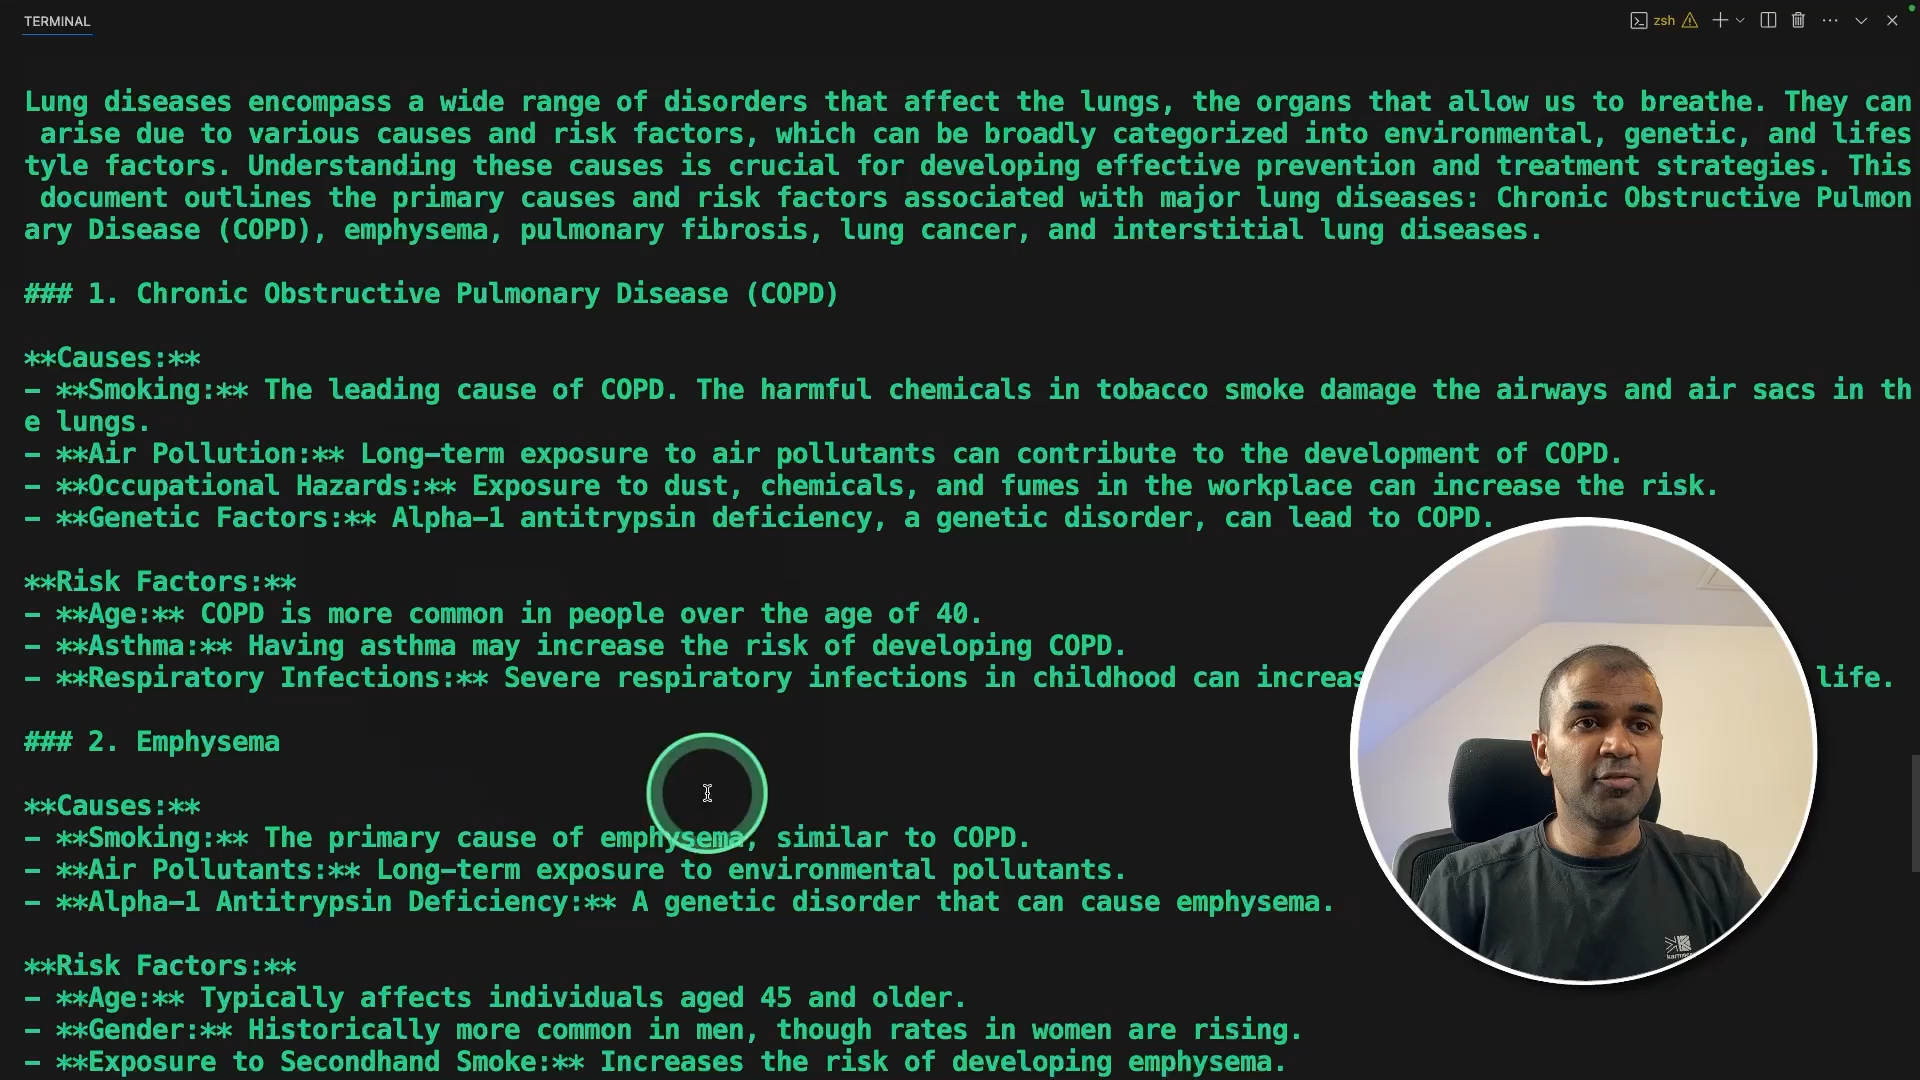 TERMINAL
zsh
Lung diseases encompass a wide range of disorders that affect the lungs, the organs that allow us to breathe. They can
arise due to various causes and risk factors, which can be broadly categorized into environmental, genetic, and lifes
tyle factors. Understanding these causes is crucial for developing effective prevention and treatment strategies. This
document outlines the primary causes and risk factors associated with major lung diseases: Chronic Obstructive Pulmon
ary Disease (COPD), emphysema, pulmonary fibrosis, lung cancer, and interstitial lung diseases.
### 1. Chronic Obstructive Pulmonary Disease (COPD)
**Causes:**
– **Smoking:** The leading cause of COPD. The harmful chemicals in tobacco smoke damage the airways and air sacs in th
e lungs.
– **Air Pollution:** Long–term exposure to air pollutants can contribute to the development of COPD.
– **Occupational Hazards:** Exposure to dust, chemicals, and fumes in the workplace can increase the risk.
– **Genetic Factors:** Alpha–1 antitrypsin deficiency, a genetic disorder, can lead to COPD.
**Risk Factors:**
– **Age:** COPD is more common in people over the age of 40.
– **Asthma:** Having asthma may increase the risk of developing COPD.
– **Respiratory Infections:** Severe respiratory infections in childhood can increas life.
### 2. Emphysema
**Causes:**
– **Smoking:** The primary cause of emphysema, similar to COPD.
– **Air Pollutants:** Long–term exposure to environmental pollutants.
– **Alpha–1 Antitrypsin Deficiency:** A genetic disorder that can cause emphysema.
**Risk Factors:**
– **Age:** Typically affects individuals aged 45 and older.
– **Gender:** Historically more common in men, though rates in women are rising.
– **Exposure to Secondhand Smoke:** Increases the risk of developing emphysema.